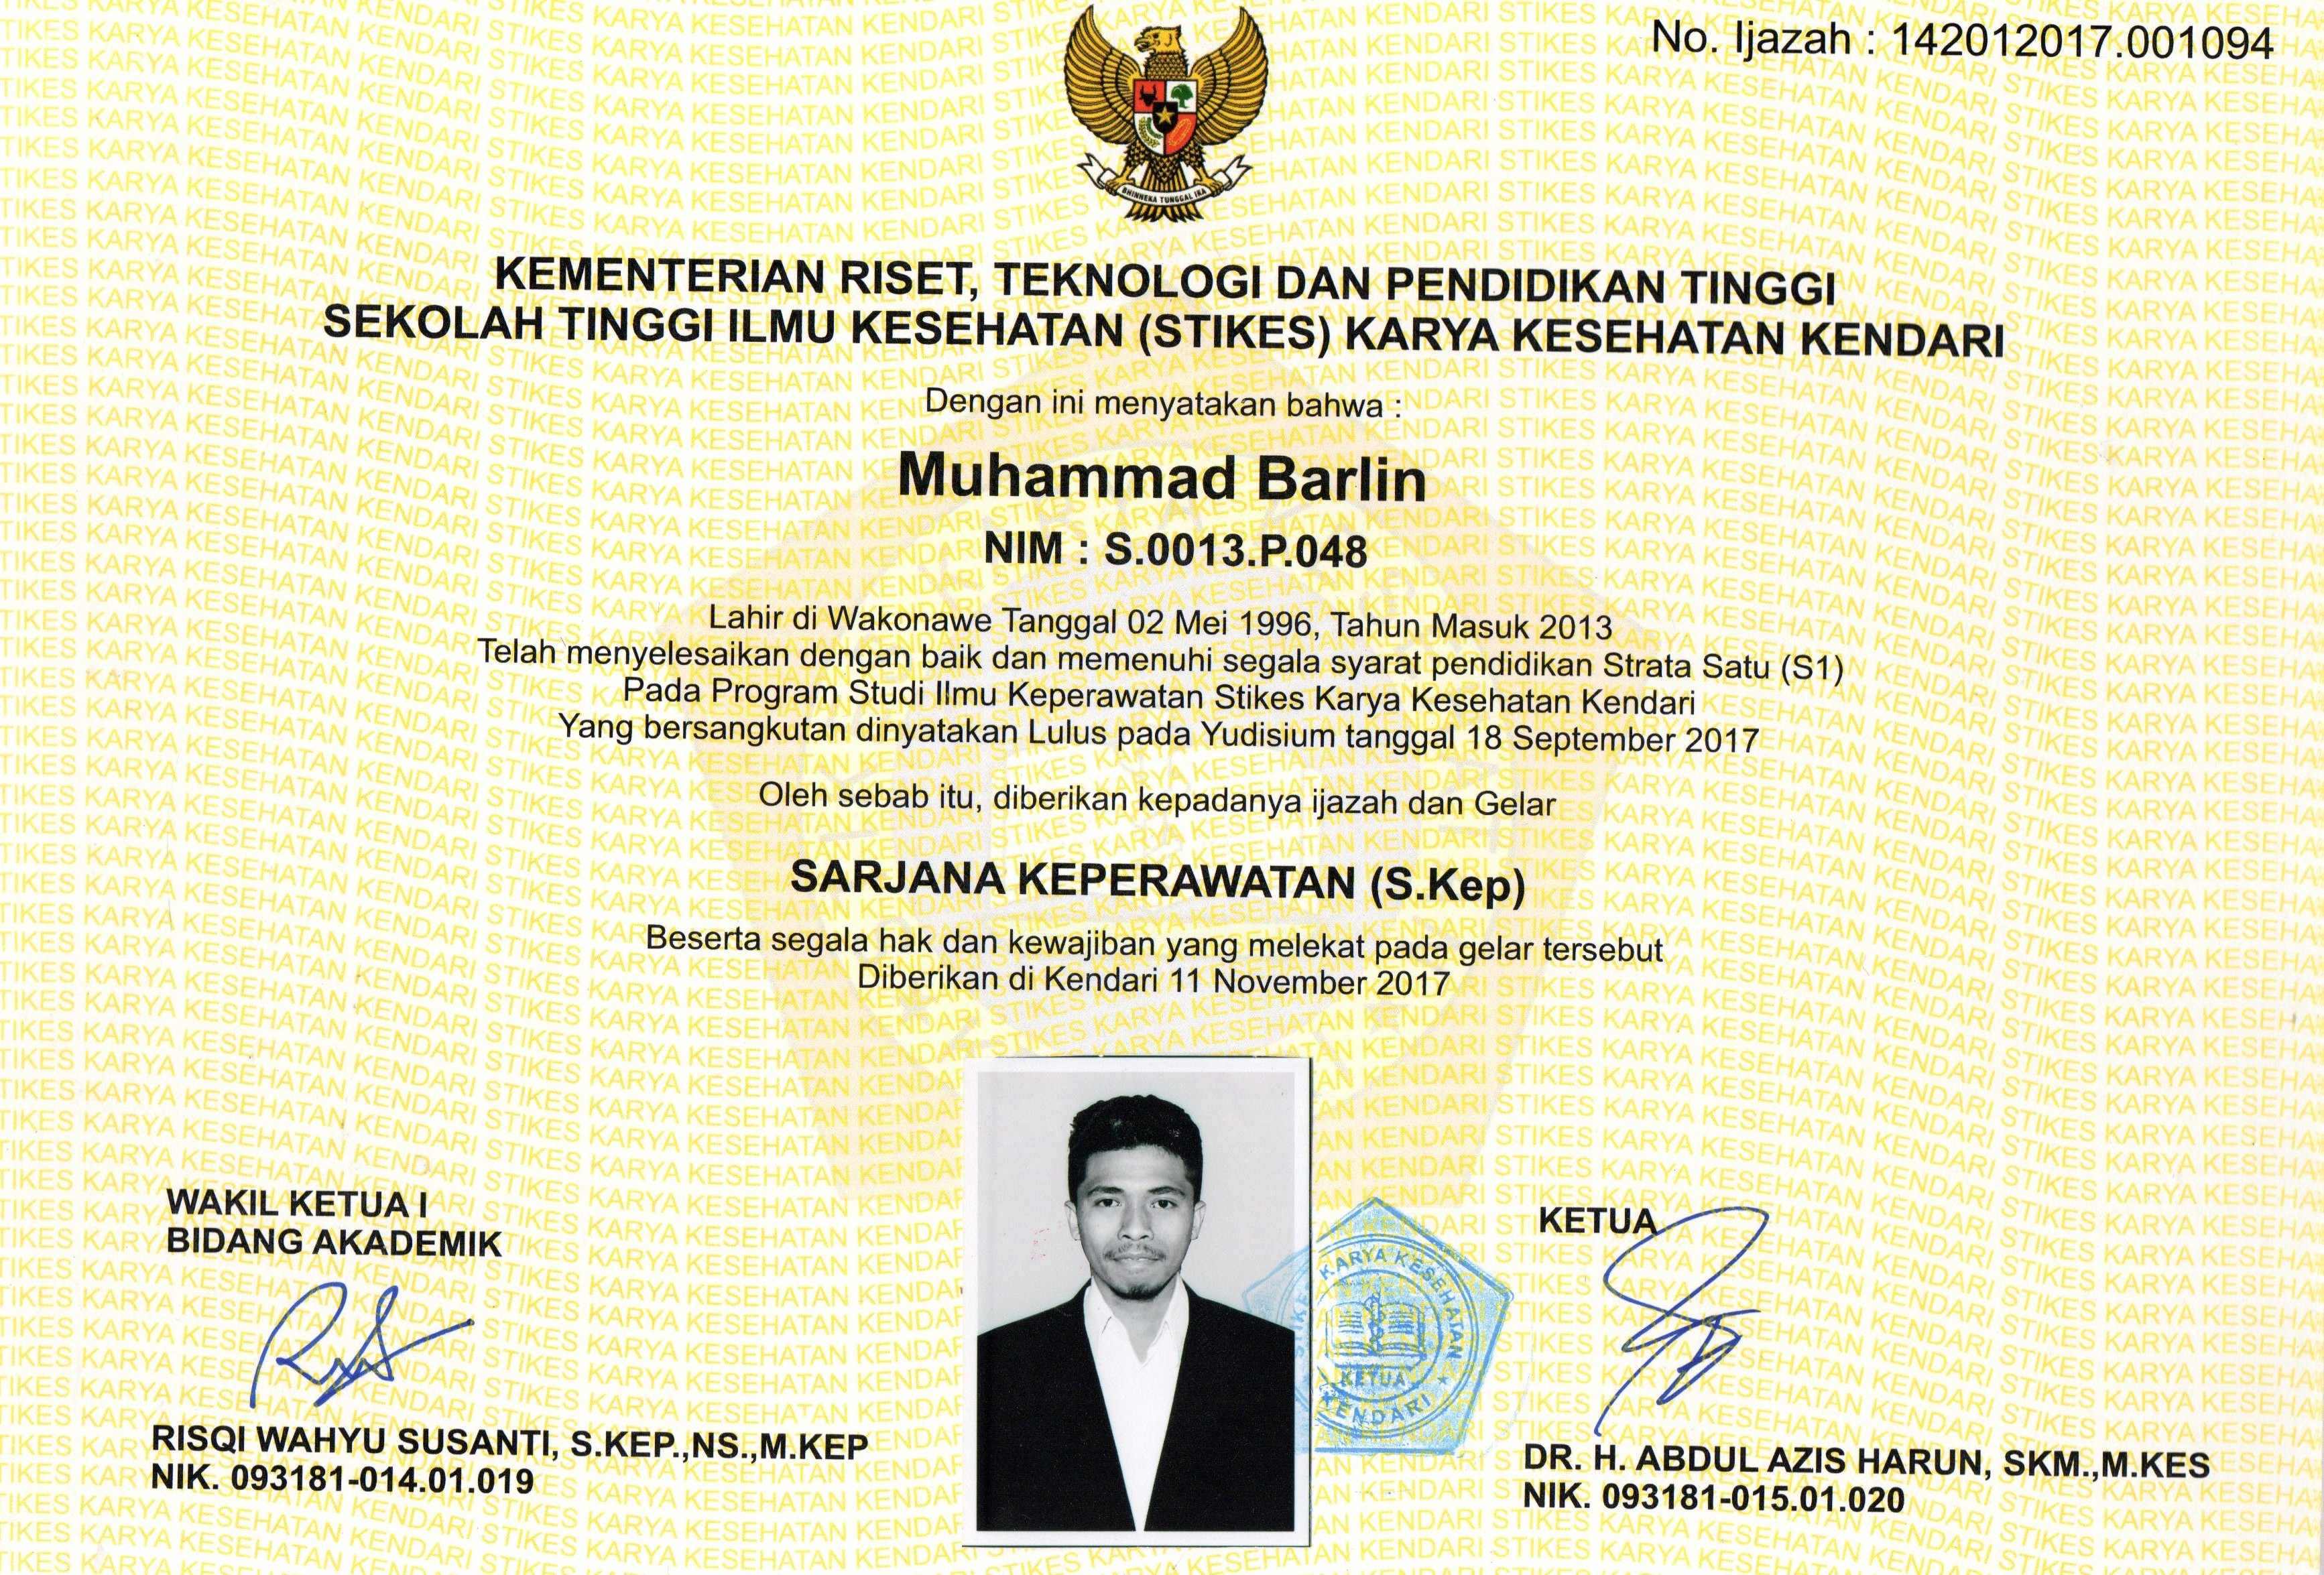 No. Ijazah : 142012017.001094
BHINNEKA TUNGGAL IKA
KEMENTERIAN RISET, TEKNOLOGI DAN PENDIDIKAN TINGGI
SEKOLAH TINGGI ILMU KESEHATAN (STIKES) KARYA KESEHATAN KENDARI
Dengan ini menyatakan bahwa :
Muhammad Barlin
NIM : S.0013.P.048
Lahir di Wakonawe Tanggal 02 Mei 1996, Tahun Masuk 2013
Telah menyelesaikan dengan baik dan memenuhi segala syarat pendidikan Strata Satu (S1)
Pada Program Studi Ilmu Keperawatan Stikes Karya Kesehatan Kendari
Yang bersangkutan dinyatakan Lulus pada Yudisium tanggal 18 September 2017
Oleh sebab itu, diberikan kepadanya ijazah dan Gelar
SARJANA KEPERAWATAN (S.Kep)
Beserta segala hak dan kewajiban yang melekat pada gelar tersebut
Diberikan di Kendari 11 November 2017
WAKIL KETUA I
BIDANG AKADEMIK
RISQI WAHYU SUSANTI, S.KEP.,NS.,M.KEP
NIK. 093181-014.01.019
STIKES KARYA KESEHATAN
KETUA
KENDARI
KETUA
DR. H. ABDUL AZIS HARUN, SKM.,M.KES
NIK. 093181-015.01.020
STIKES KARYA KESEHATAN KENDARI